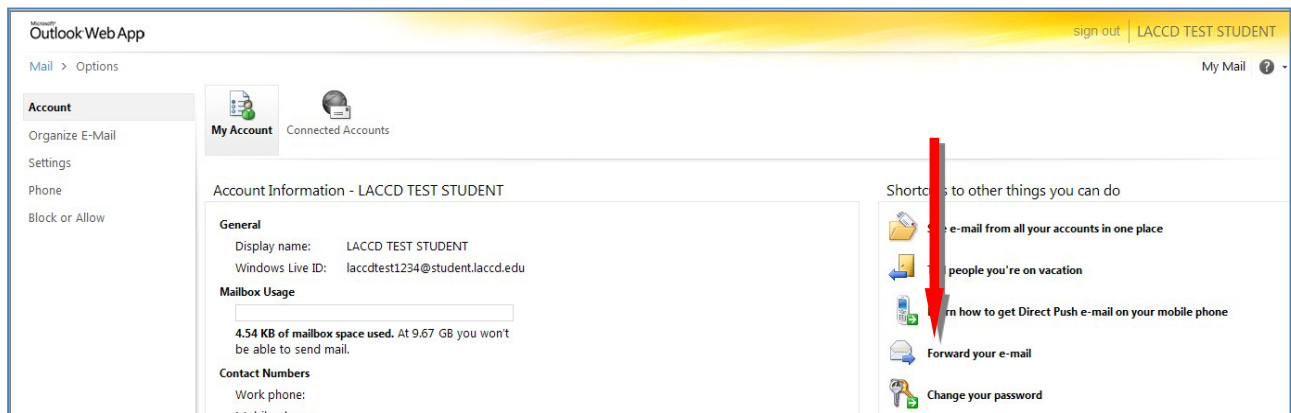 Microsoft®
Outlook Web App
sign out | LACCD TEST STUDENT
Mail > Options
My Mail
Account
Organize E-Mail
Settings
Phone
Block or Allow
My Account
Connected Accounts
Account Information - LACCD TEST STUDENT
General
Display name: LACCD TEST STUDENT
Windows Live ID: laccdtest1234@student.laccd.edu
Mailbox Usage
4.54 KB of mailbox space used. At 9.67 GB you won't
be able to send mail.
Contact Numbers
Work phone:
to other things you can do
e-mail from all your accounts in one place
people you're on vacation
how to get Direct Push e-mail on your mobile phone
Forward your e-mail
Change your password